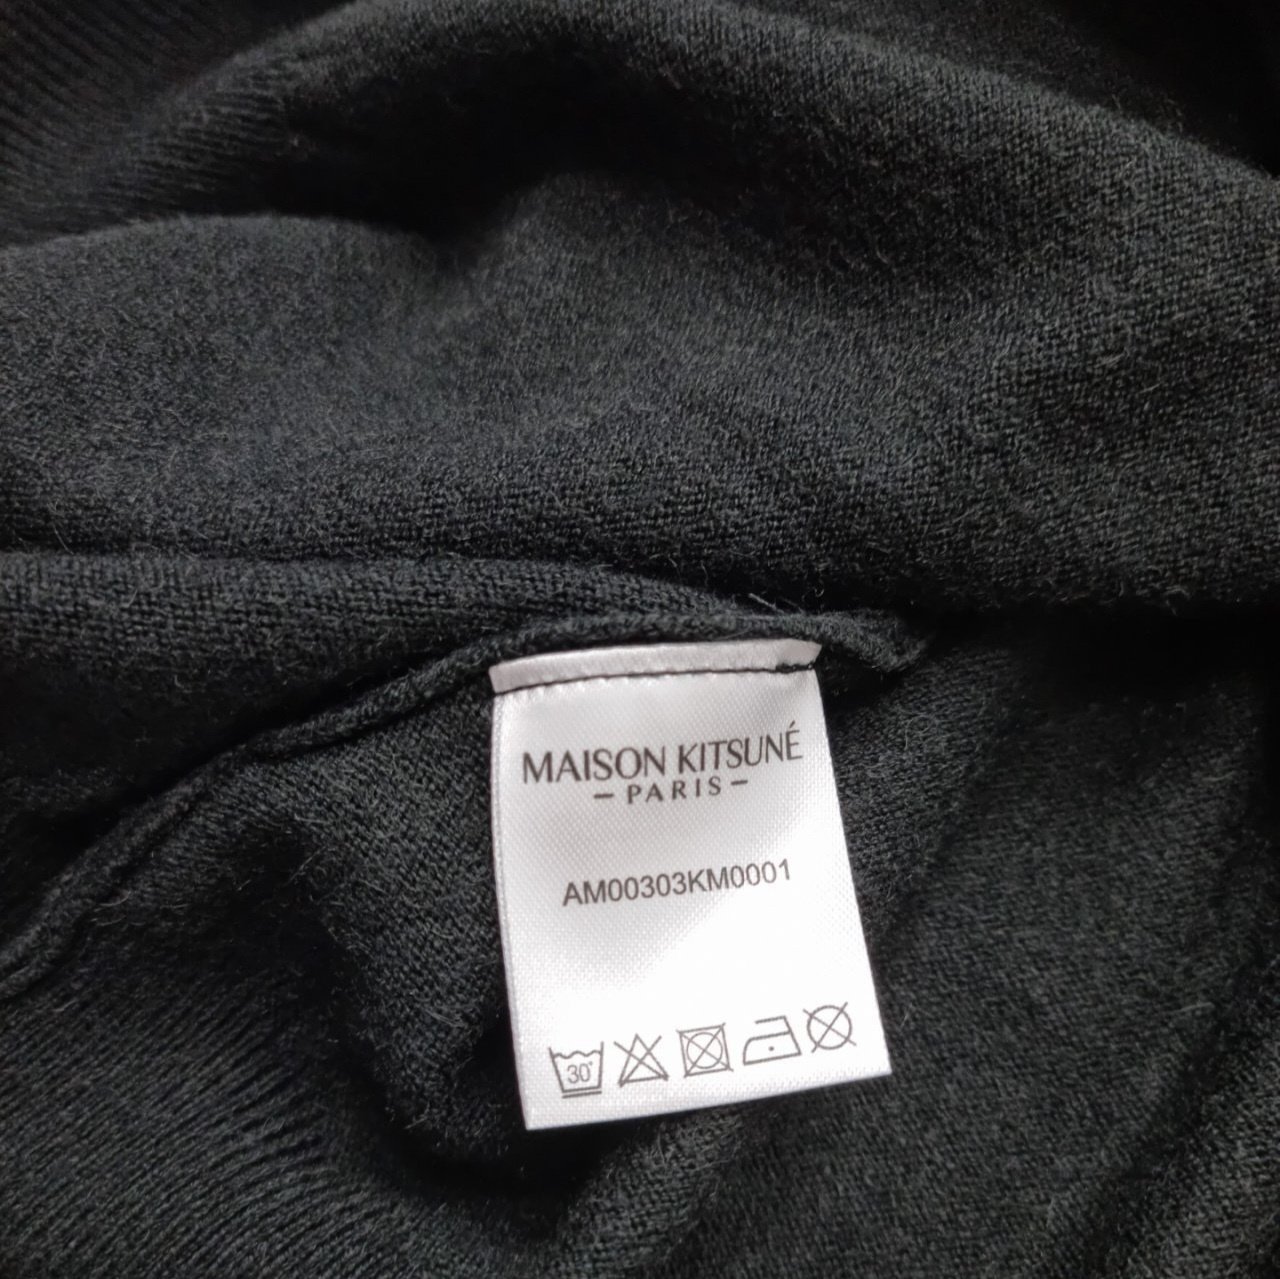 MAISON KITSUNÉ
- PARIS -
AM00303KM0001
30°